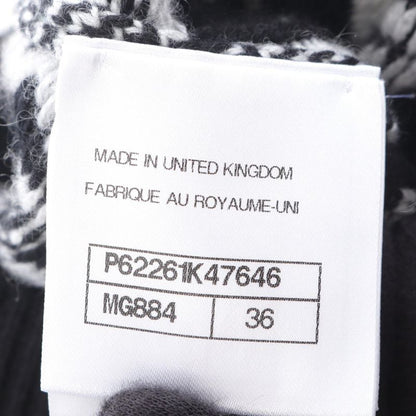 MADE IN UNITED KINGDOM
FABRIQUE AU ROYAUME-UNI
P62261K47646
MG884 36